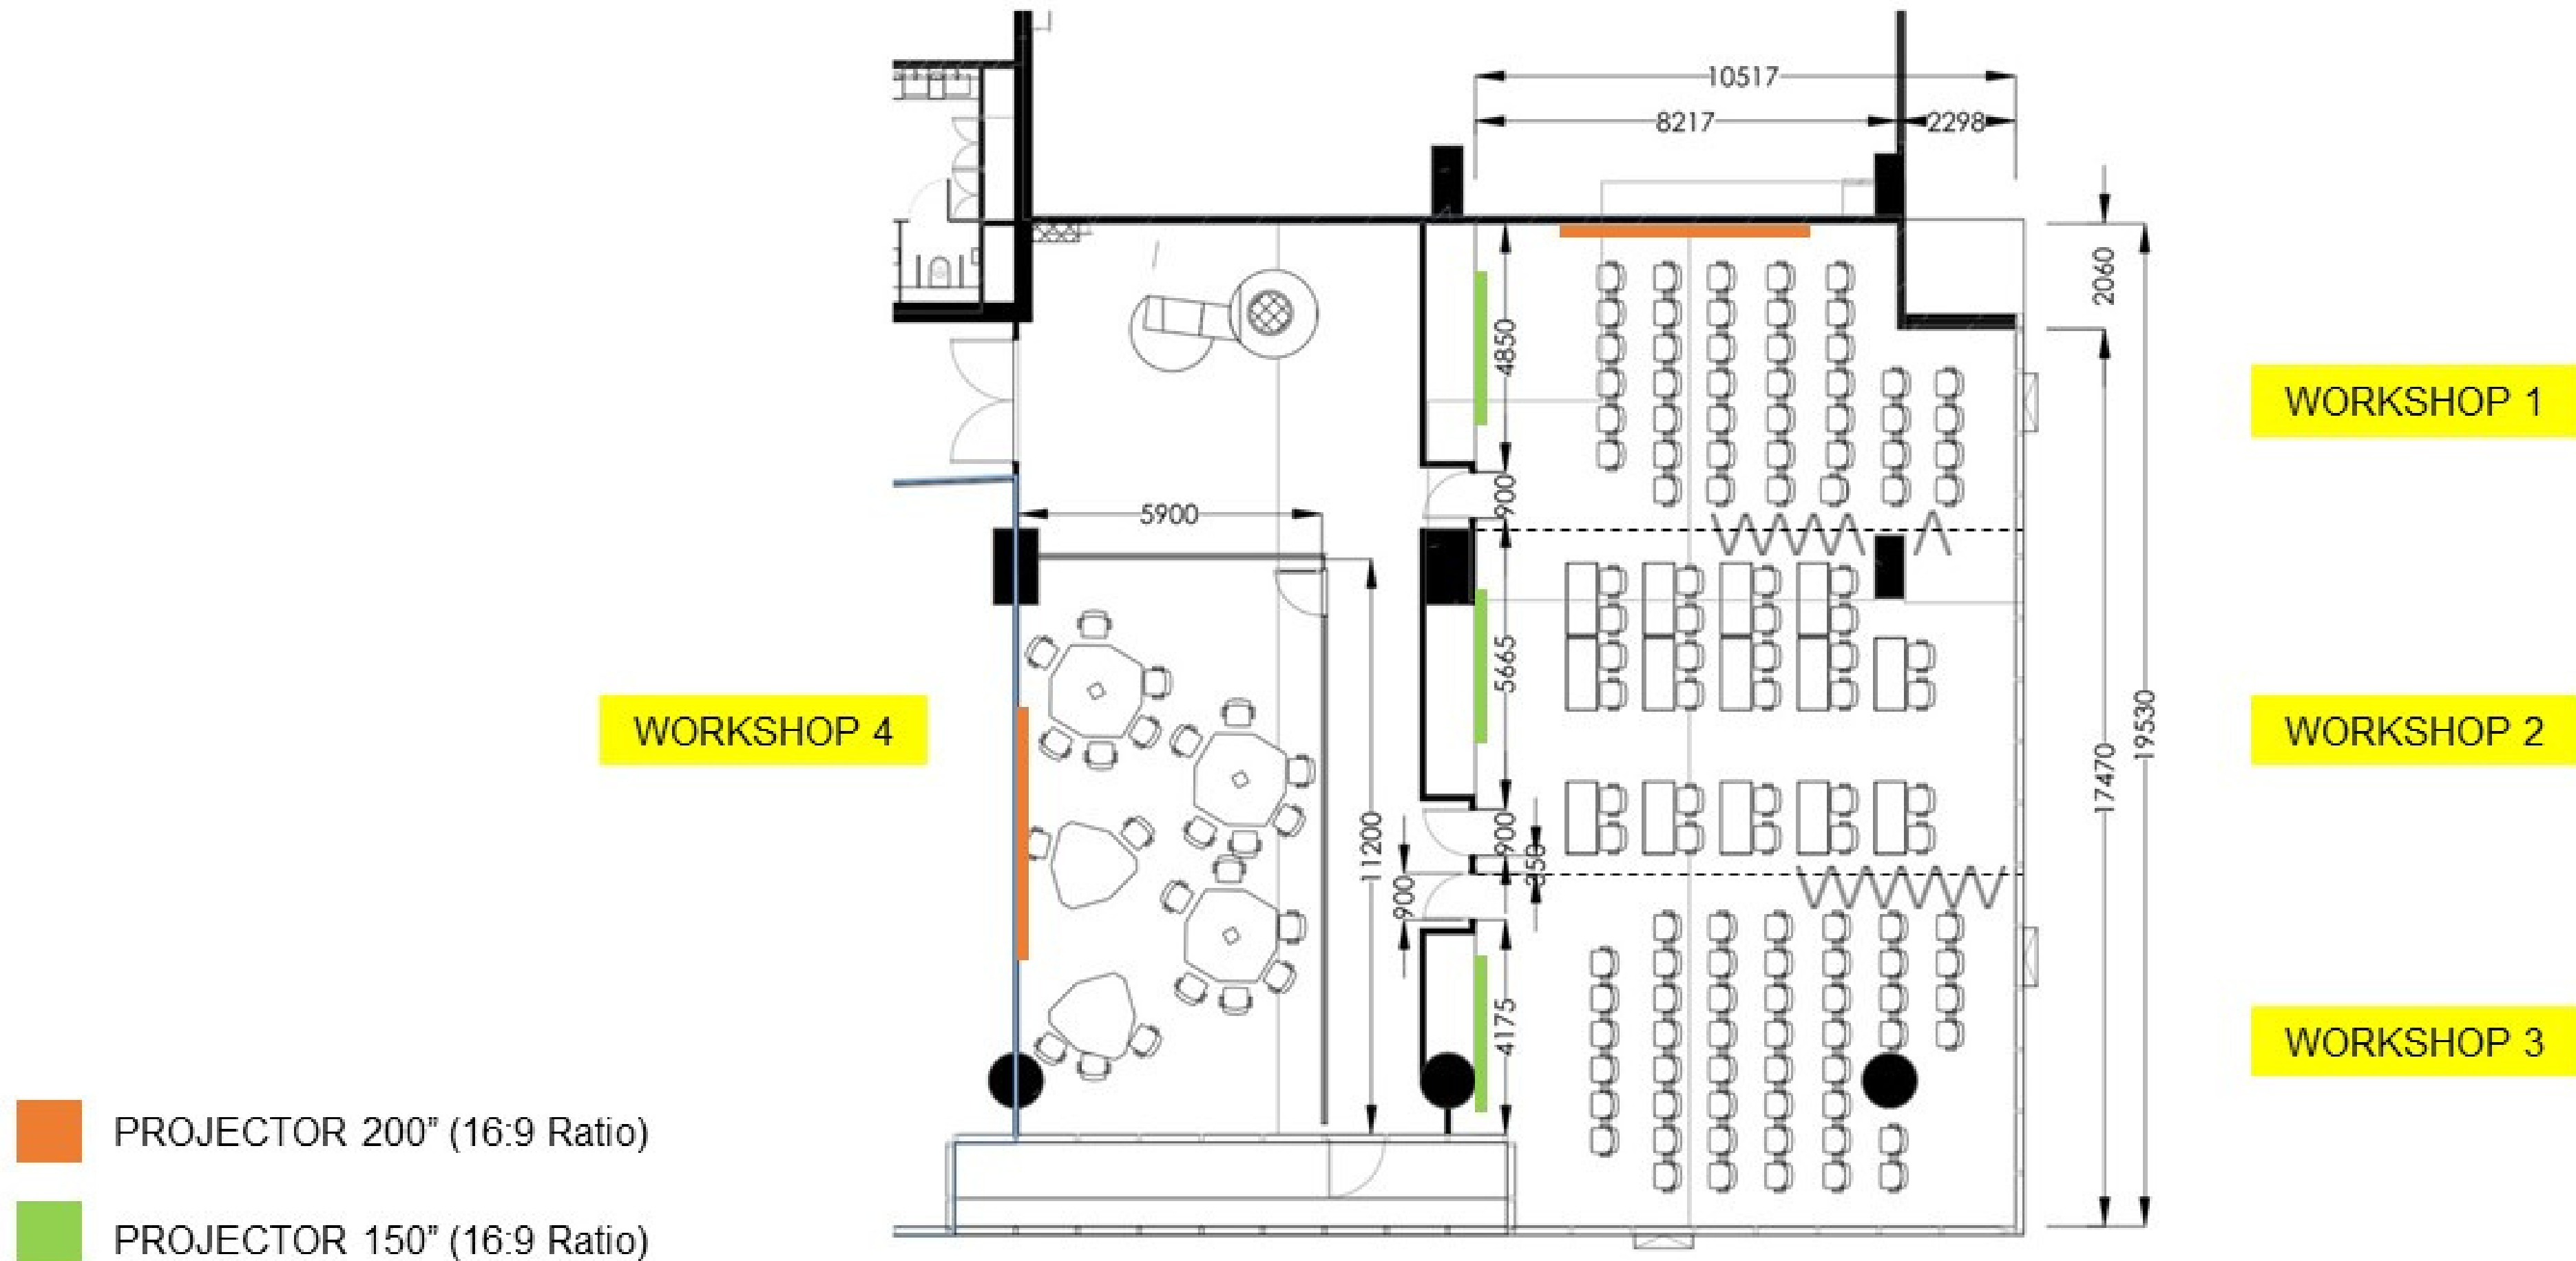 10517
8217
2298
2060
4850
WORKSHOP 1
900
5900
5665
WORKSHOP 4
WORKSHOP 2
19530
17470
11200
900
350
900
4175
WORKSHOP 3
PROJECTOR 200” (16:9 Ratio)
PROJECTOR 150” (16:9 Ratio)